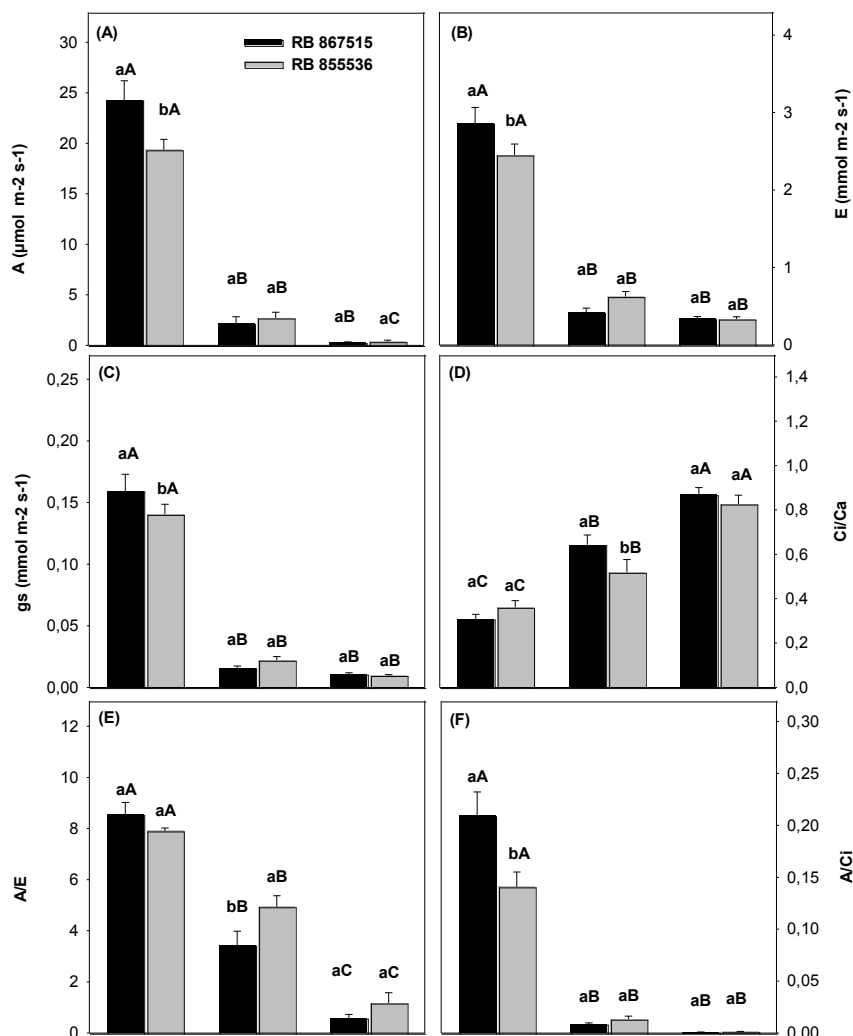 (A)
RB 867515
RB 855536
30
25
20
15
10
5
0
A (µmol m-2 s-1)
aA
bA
aB
aB
aB
aC
(B)
4
3
2
1
0
E (mmol m-2 s-1)
aA
bA
aB
aB
aB
aB
(C)
0,25
0,20
0,15
0,10
0,05
0,00
gs (mmol m-2 s-1)
aA
bA
aB
aB
aB
aB
(D)
1,4
1,2
1,0
0,8
0,6
0,4
0,2
0,0
Ci/Ca
aC
aC
aB
bB
aA
aA
(E)
12
10
8
6
4
2
0
A/E
aA
aA
bB
aB
aC
aC
(F)
0,30
0,25
0,20
0,15
0,10
0,05
0,00
A/Ci
aA
bA
aB
aB
aB
aB